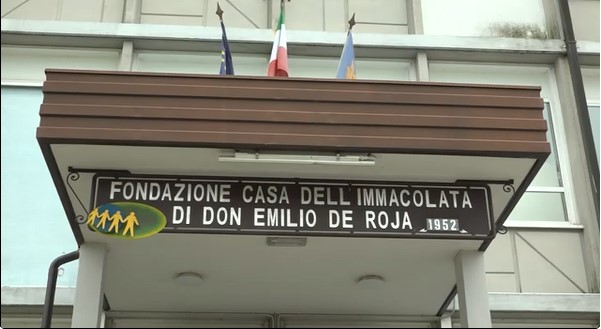 FONDAZIONE CASA DELL'IMMACOLATA
DI DON EMILIO DE ROJA 1952